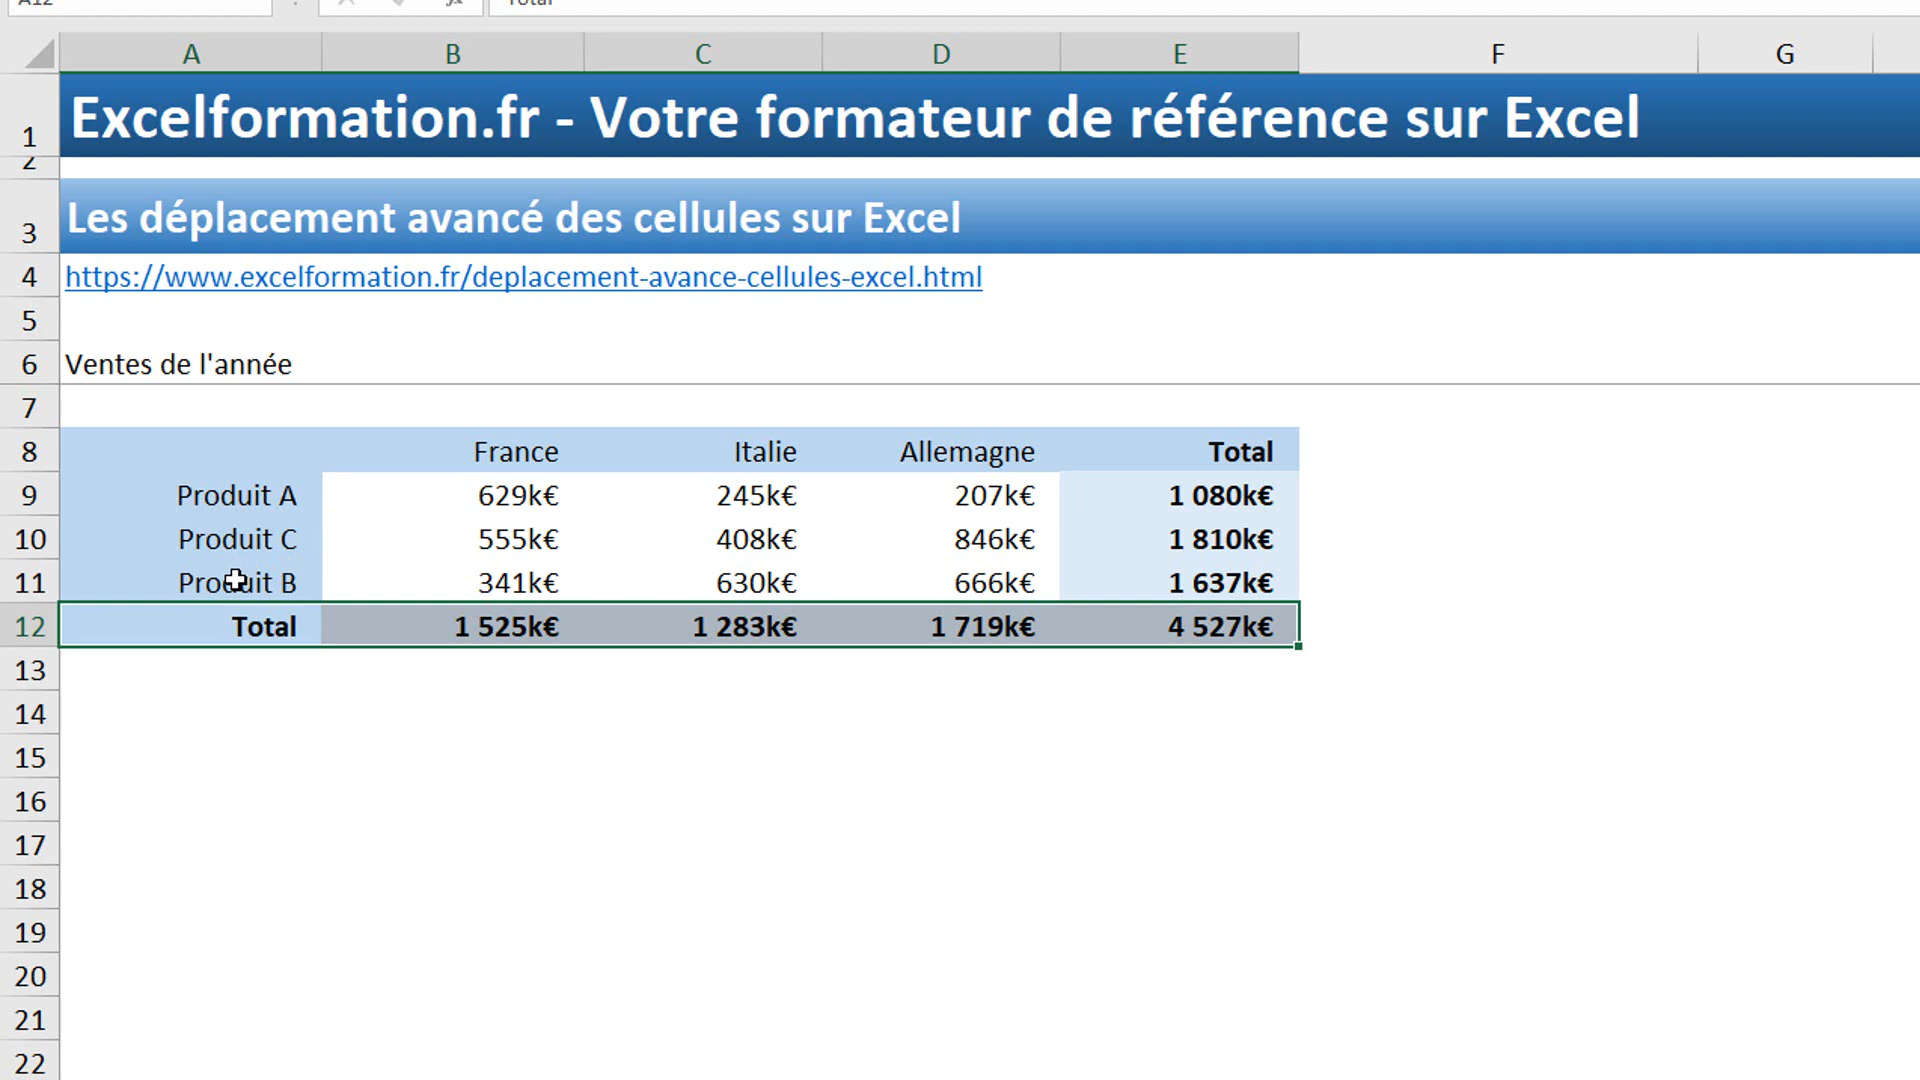 A B C D E F G
1 Excelformation.fr - Votre formateur de référence sur Excel
2
3 Les déplacement avancé des cellules sur Excel
4 https://www.excelformation.fr/deplacement-avance-cellules-excel.html
5
6 Ventes de l'année
7
8 France Italie Allemagne Total
9 Produit A 629k€ 245k€ 207k€ 1 080k€
10 Produit C 555k€ 408k€ 846k€ 1 810k€
11 Produit B 341k€ 630k€ 666k€ 1 637k€
12 Total 1 525k€ 1 283k€ 1 719k€ 4 527k€
13
14
15
16
17
18
19
20
21
22